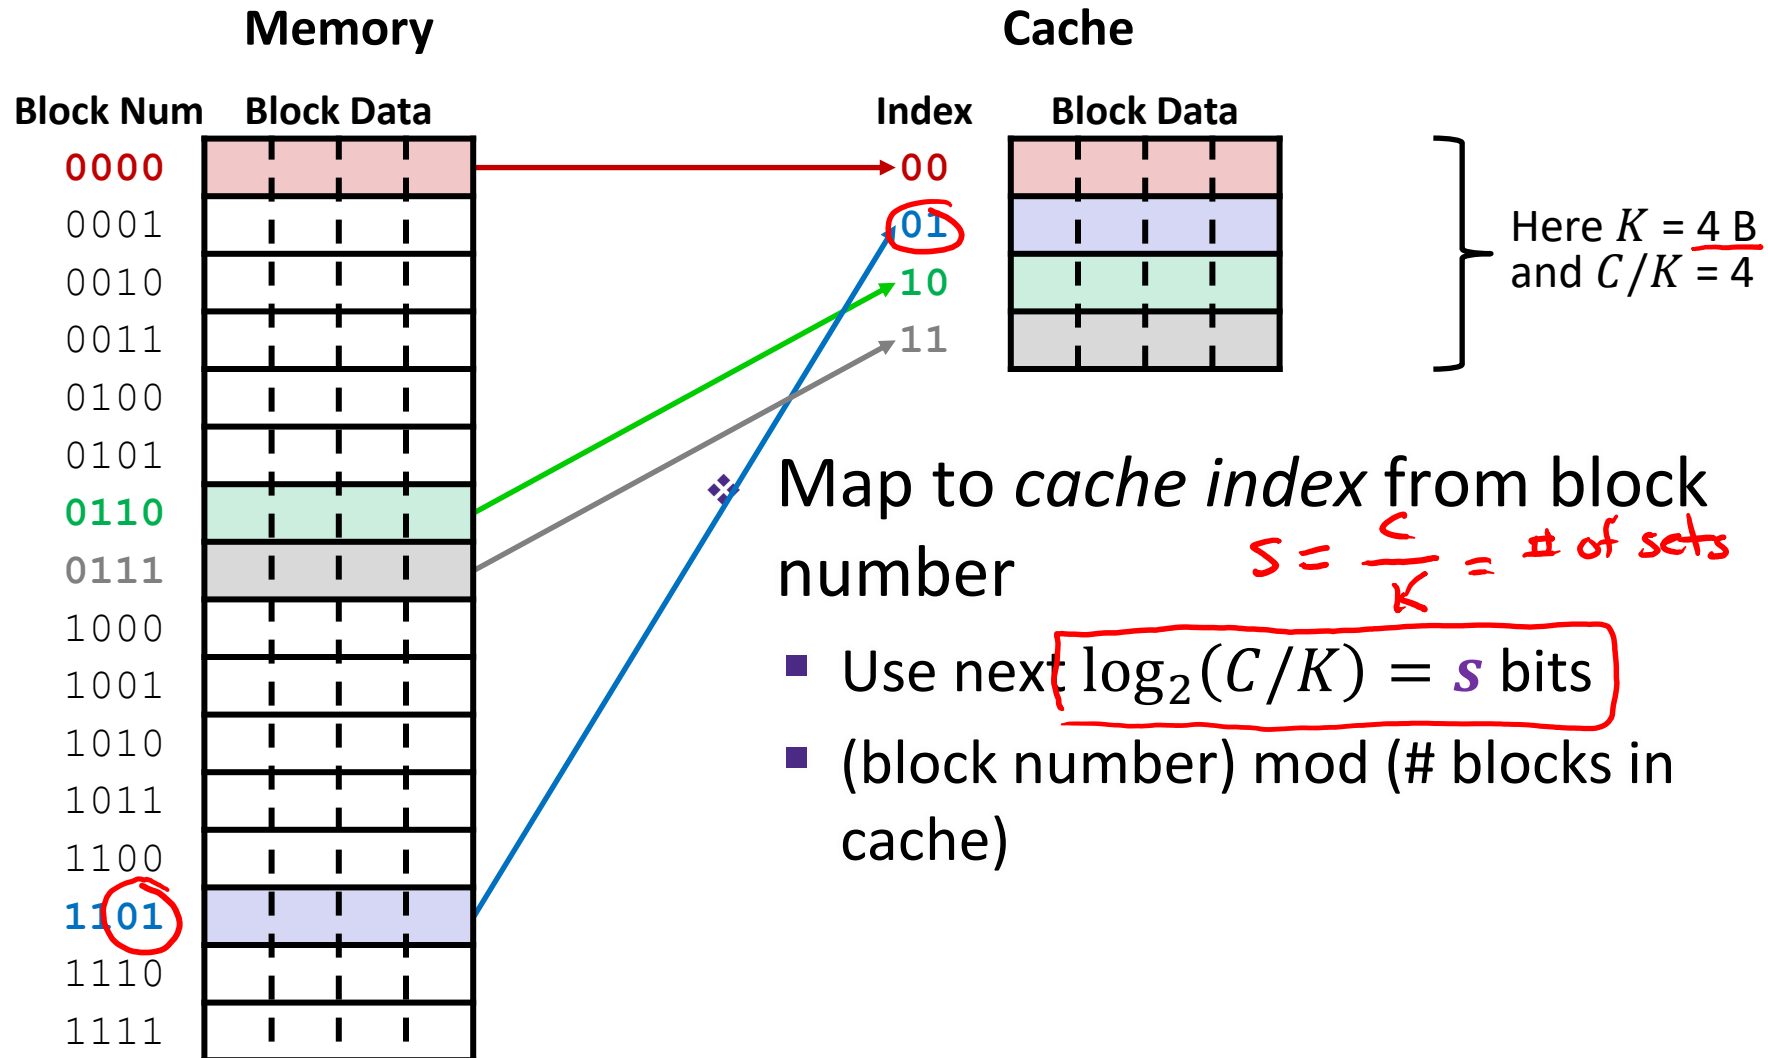 Memory
Cache
Block Num Block Data
Index Block Data
0000
0001
0010
0011
0100
0101
0110
0111
1000
1001
1010
1011
1100
1101
1110
1111
00
01
10
11
Here K = 4 B
and C/K = 4
❖ Map to cache index from block
number
S = C/K = # of sets
▪ Use next log₂(C/K) = s bits
▪ (block number) mod (# blocks in
cache)